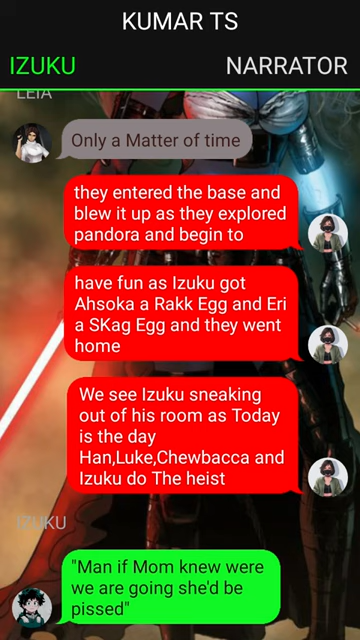 KUMAR TS
IZUKU NARRATOR
LEIA
Only a Matter of time
they entered the base and
blew it up as they explored
pandora and begin to
have fun as Izuku got
Ahsoka a Rakk Egg and Eri
a SKag Egg and they went
home
We see Izuku sneaking
out of his room as Today
is the day
Han,Luke,Chewbacca and
Izuku do The heist
IZUKU
"Man if Mom knew were
we are going she'd be
pissed"